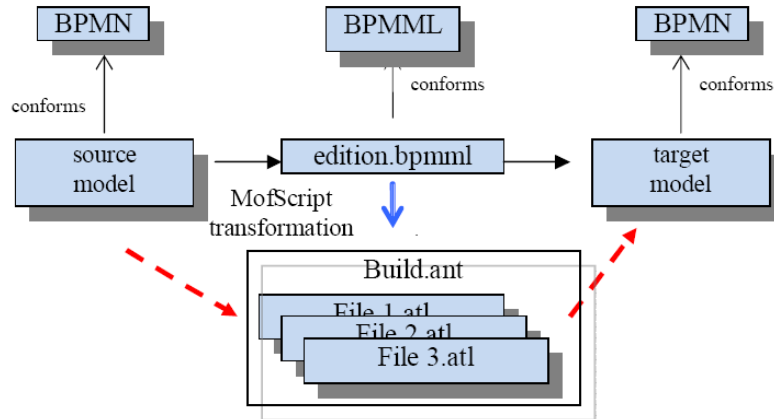 BPMN
BPMML
BPMN
conforms
conforms
conforms
source
model
edition.bpmml
target
model
MofScript
transformation
Build.ant
File 1.atl
File 2.atl
File 3.atl